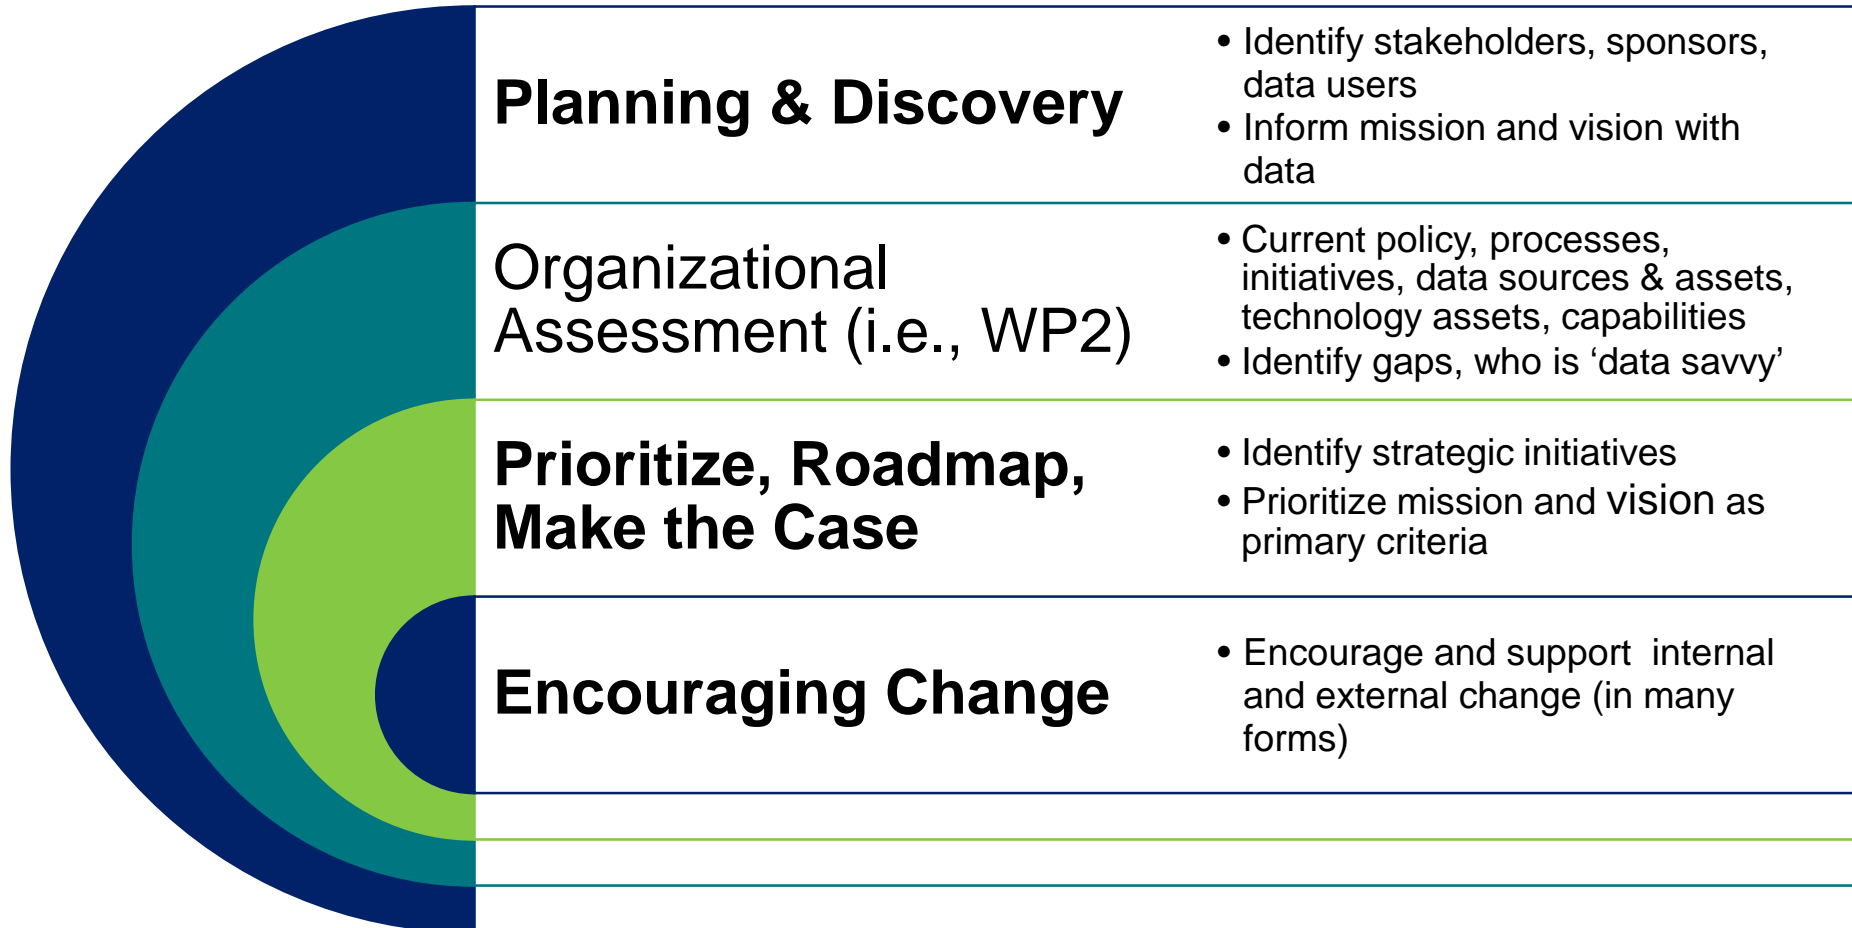 Planning & Discovery
• Identify stakeholders, sponsors,
data users
• Inform mission and vision with
data
Organizational
Assessment (i.e., WP2)
• Current policy, processes,
initiatives, data sources & assets,
technology assets, capabilities
• Identify gaps, who is ‘data savvy’
Prioritize, Roadmap,
Make the Case
• Identify strategic initiatives
• Prioritize mission and vision as
primary criteria
Encouraging Change
• Encourage and support  internal
and external change (in many
forms)